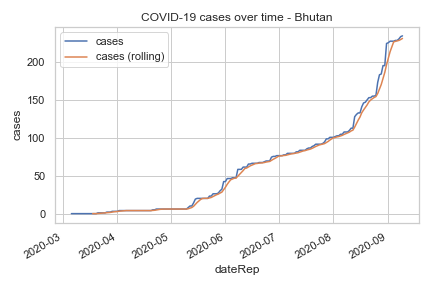 COVID-19 cases over time - Bhutan
cases
cases (rolling)
200
150
100
50
0
cases
2020-03
2020-04
2020-05
2020-06
2020-07
2020-08
2020-09
dateRep